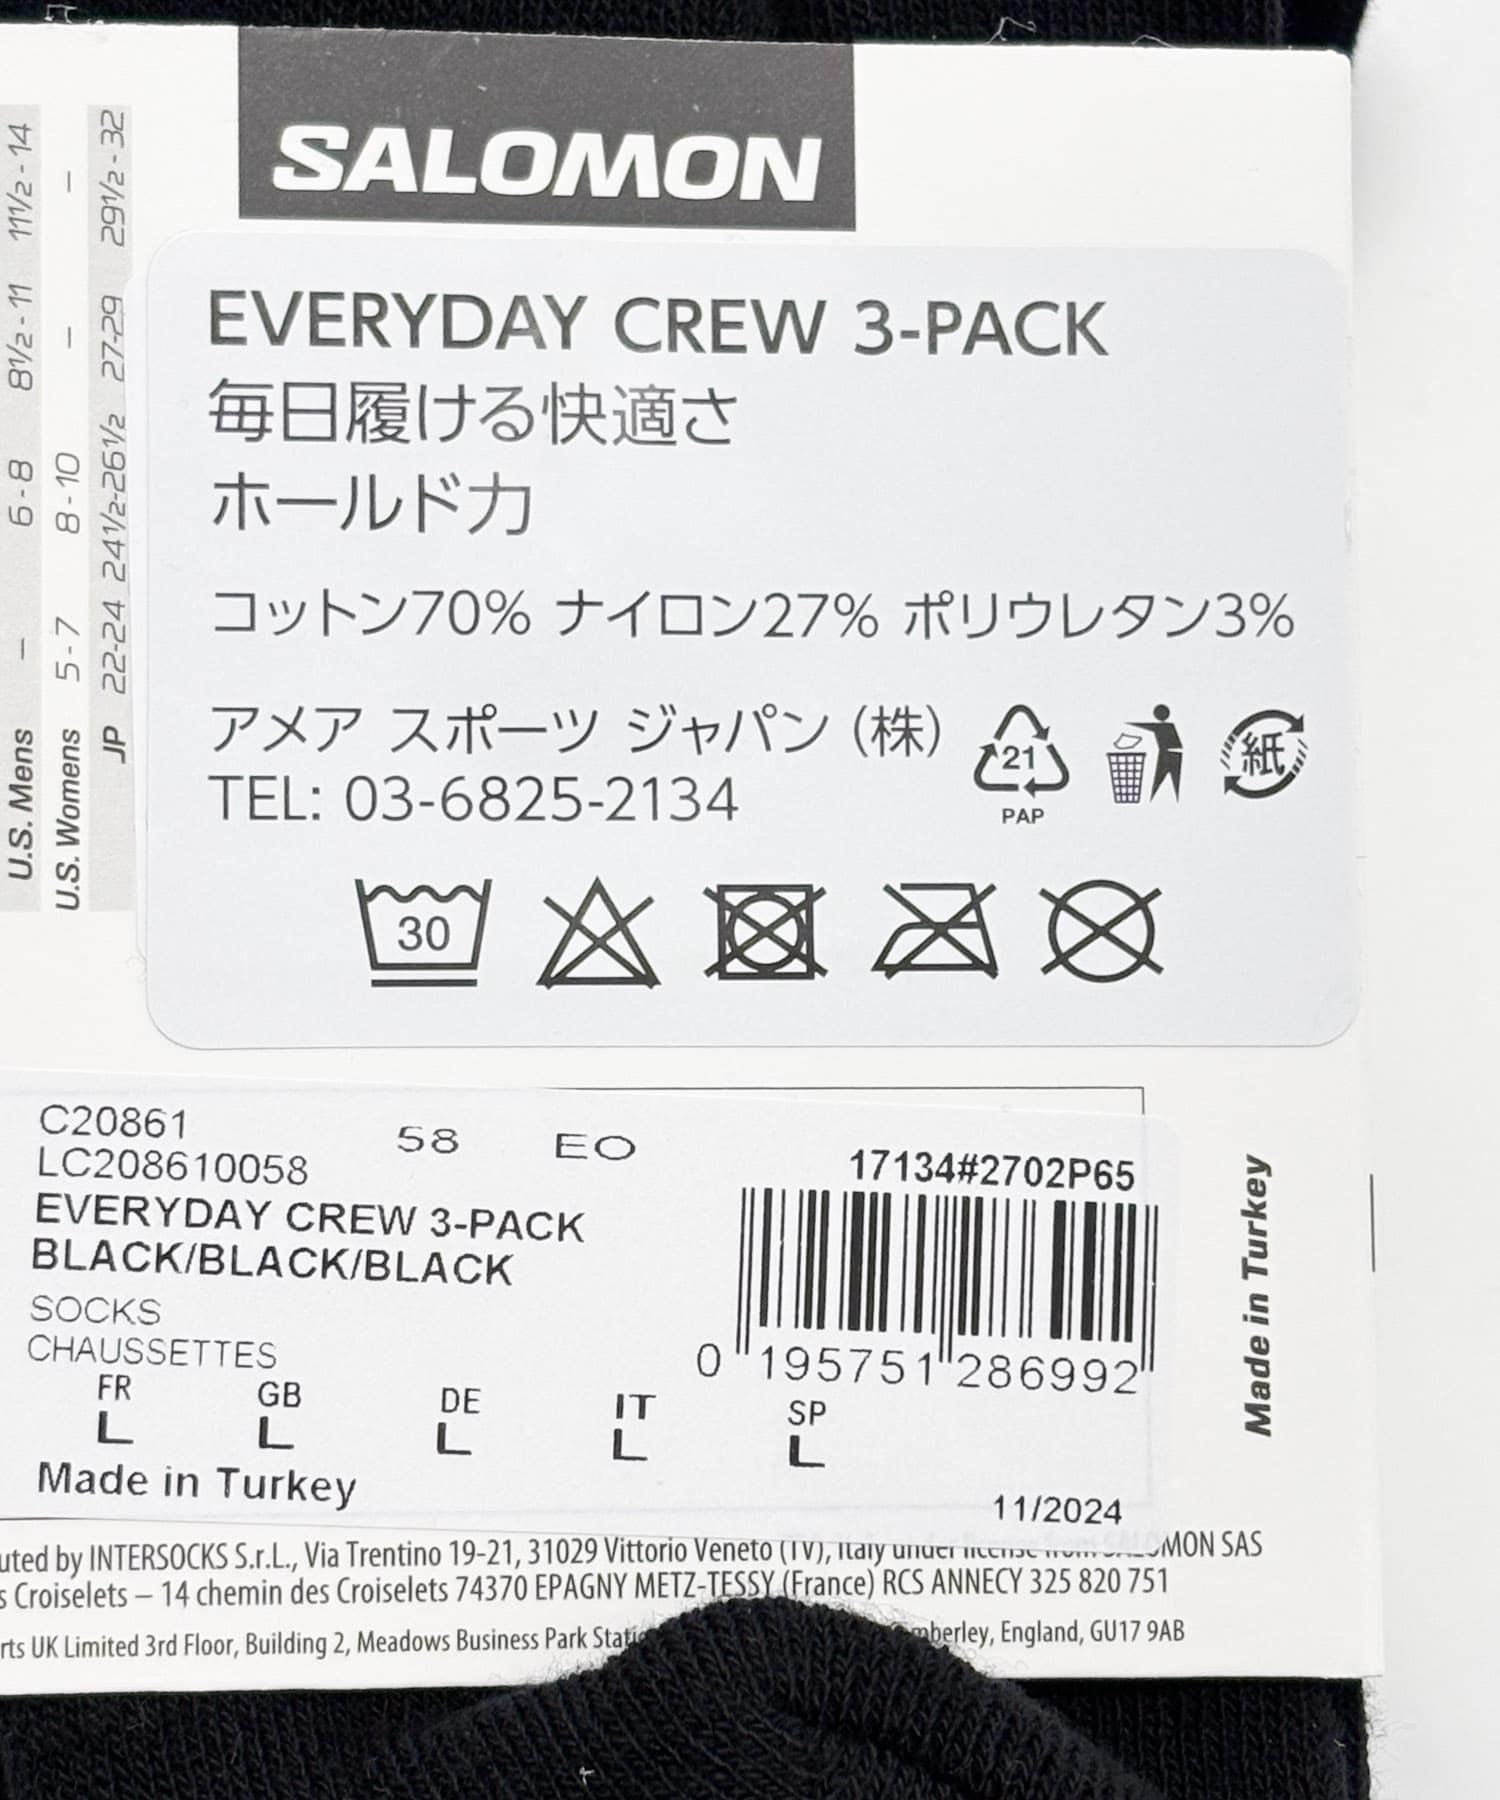 SALOMON
U.S. Mens - 6-8 8½-11 11½-14
U.S. Womens 5-7 8-10 - -
JP 22-24 24½-26½ 27-29 29½-32
EVERYDAY CREW 3-PACK
毎日履ける快適さ
ホールド力
コットン70% ナイロン27% ポリウレタン3%
アメア スポーツ ジャパン (株)
TEL: 03-6825-2134
21
PAP
紙
30
C20861 58 EO
LC208610058
17134#2702P65
EVERYDAY CREW 3-PACK
BLACK/BLACK/BLACK
SOCKS
CHAUSSETTES
0 195751 286992
FR GB DE IT SP
L L L L L
Made in Turkey
11/2024
Made in Turkey
uted by INTERSOCKS S.r.L., Via Trentino 19-21, 31029 Vittorio Veneto (TV), Italy under license from SALOMON SAS
s Croiselets – 14 chemin des Croiselets 74370 EPAGNY METZ-TESSY (France) RCS ANNECY 325 820 751
rts UK Limited 3rd Floor, Building 2, Meadows Business Park mberley, England, GU17 9AB